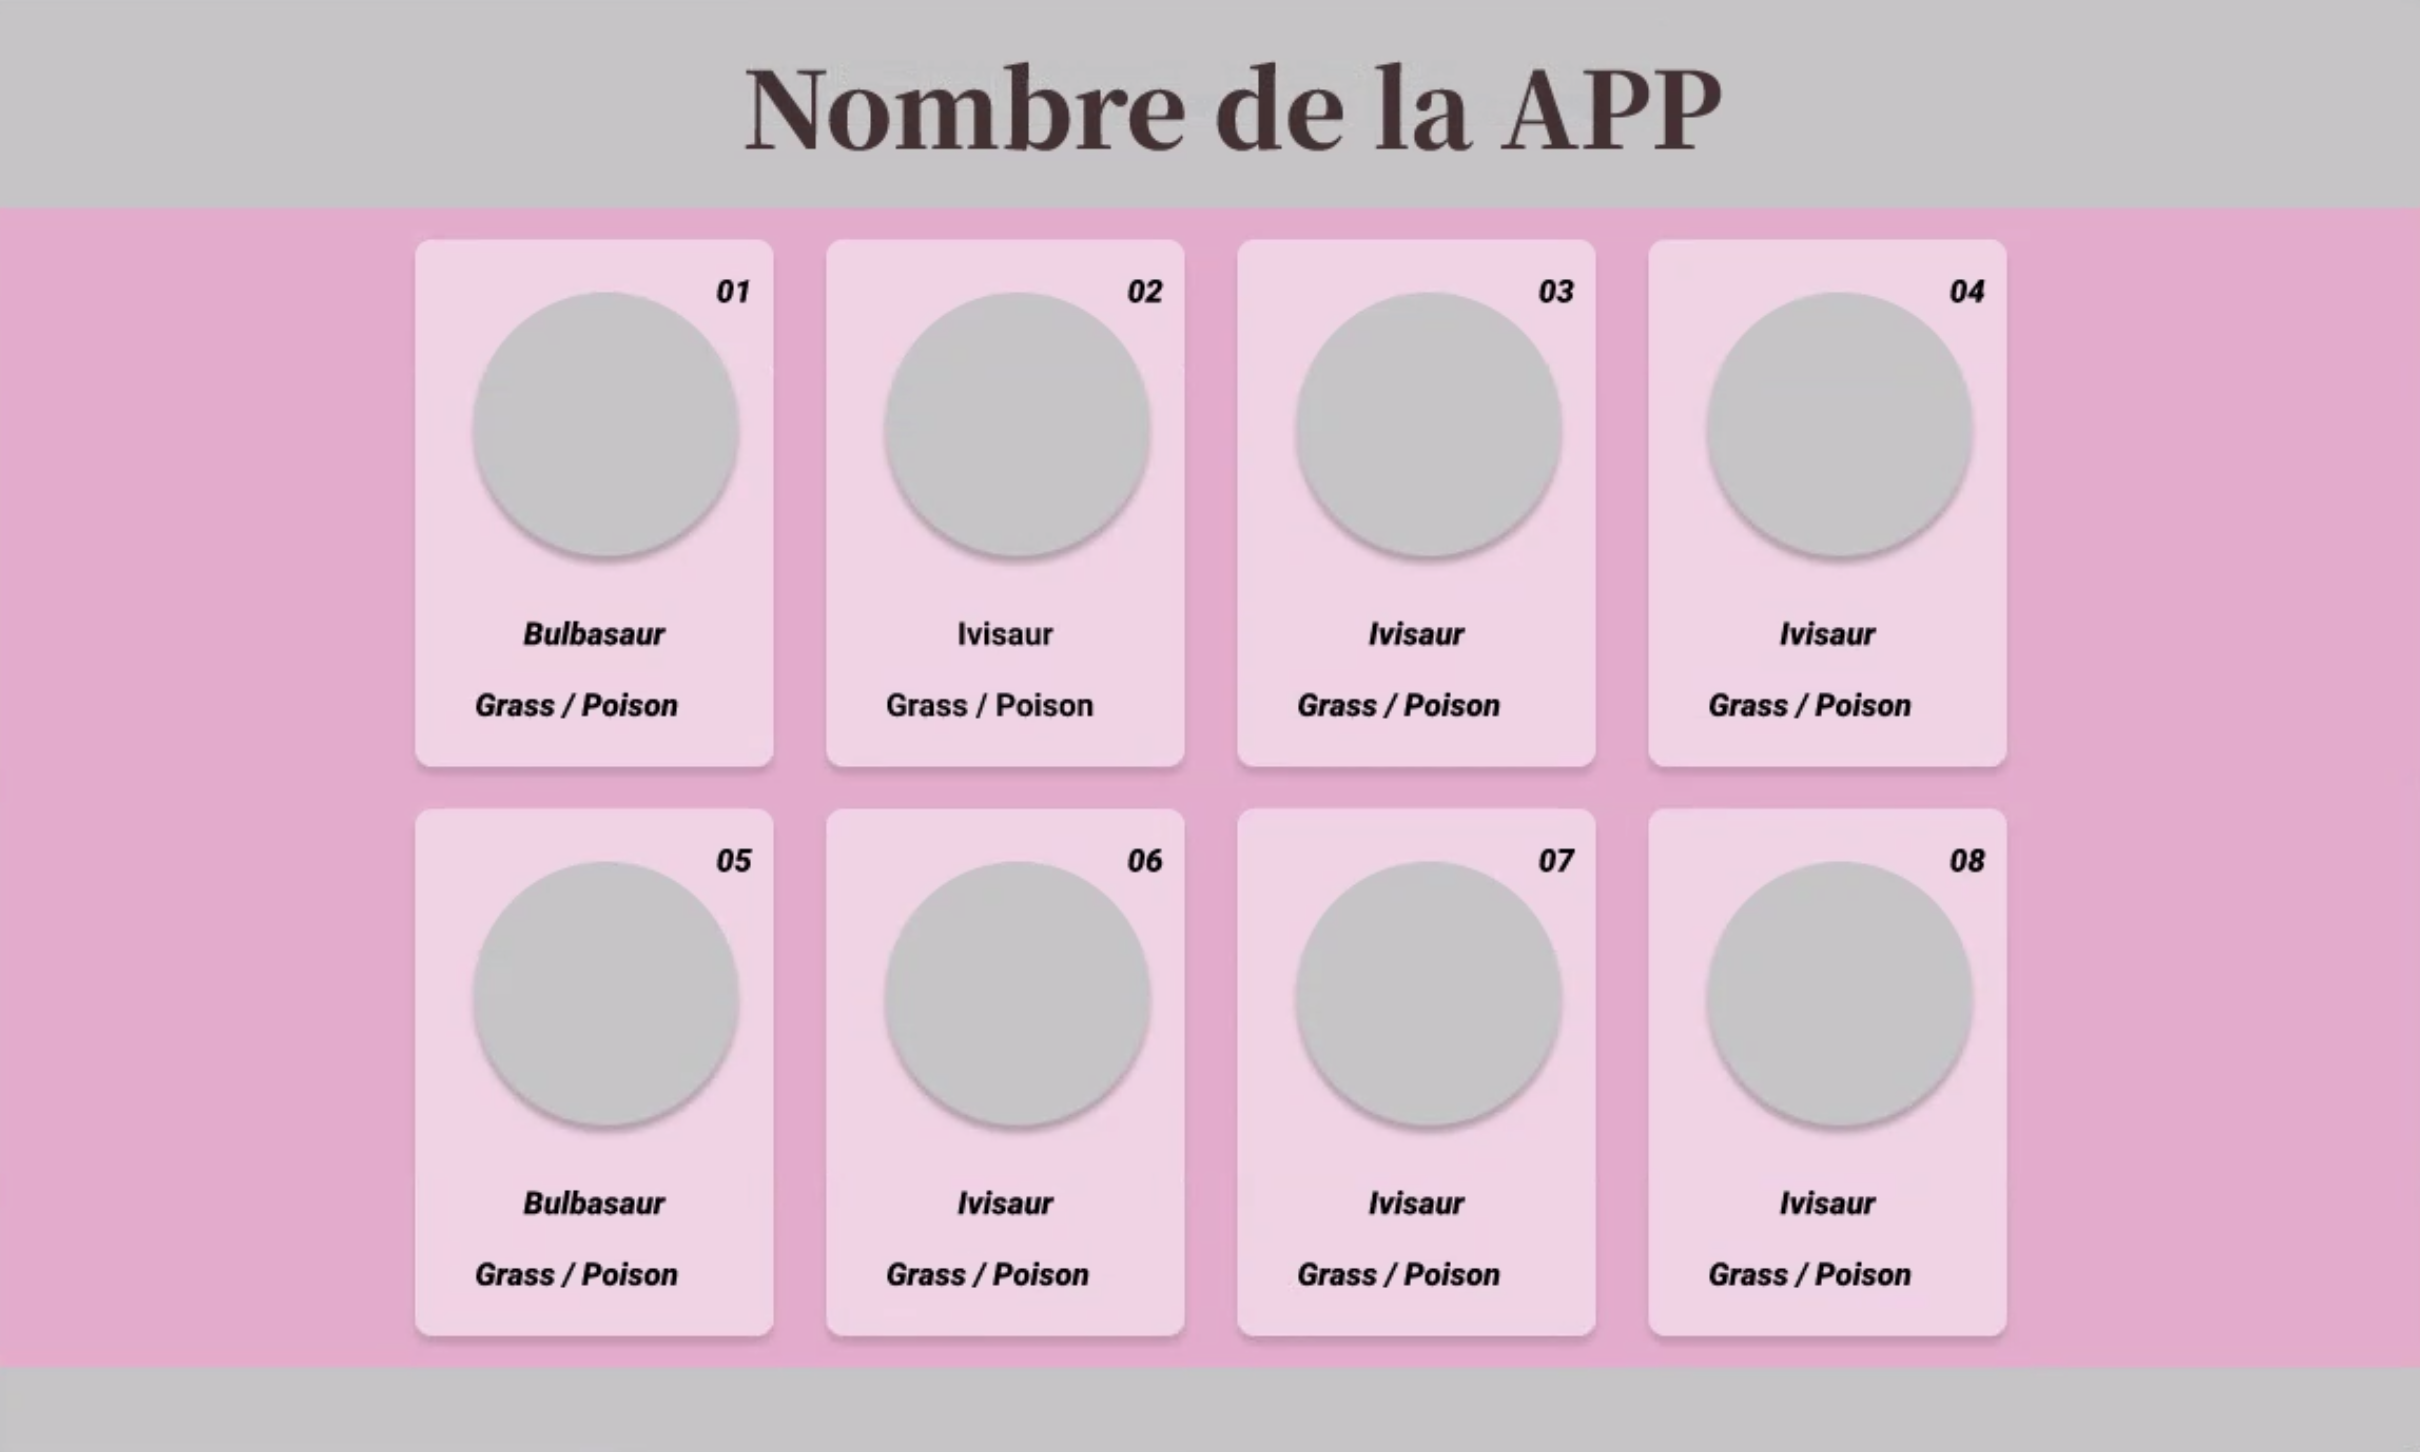 Nombre de la APP
01
02
03
04
Bulbasaur
Ivisaur
Ivisaur
Ivisaur
Grass / Poison
Grass / Poison
Grass / Poison
Grass / Poison
05
06
07
08
Bulbasaur
Ivisaur
Ivisaur
Ivisaur
Grass / Poison
Grass / Poison
Grass / Poison
Grass / Poison